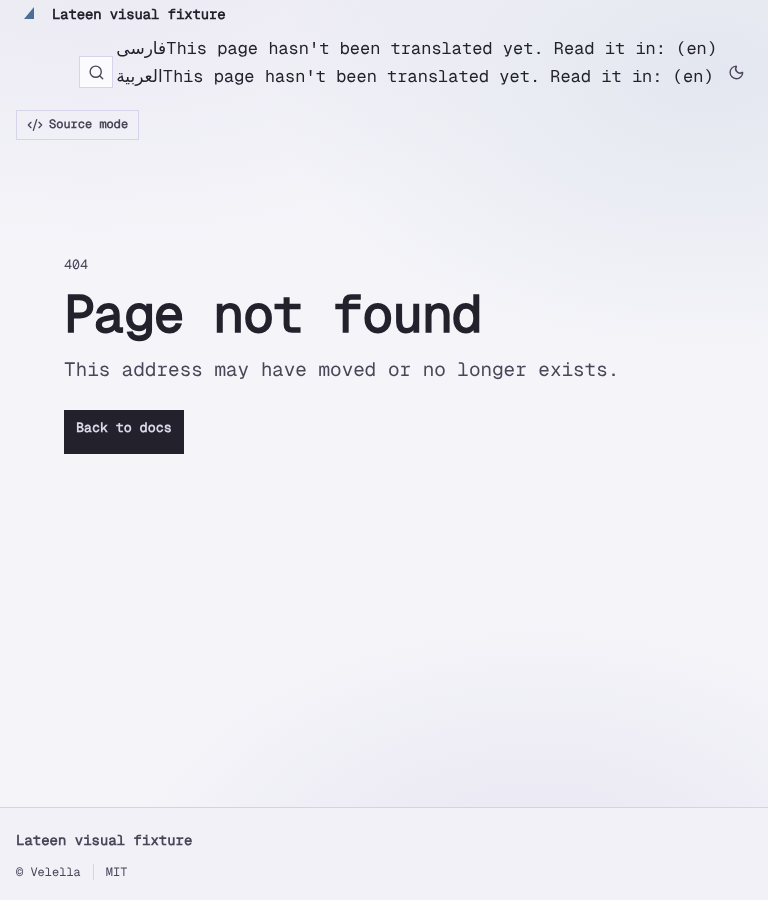 Lateen visual fixture
فارسیThis page hasn't been translated yet. Read it in: (en)
العربيةThis page hasn't been translated yet. Read it in: (en)
Source mode
404
Page not found
This address may have moved or no longer exists.
Back to docs
Lateen visual fixture
© Velella MIT